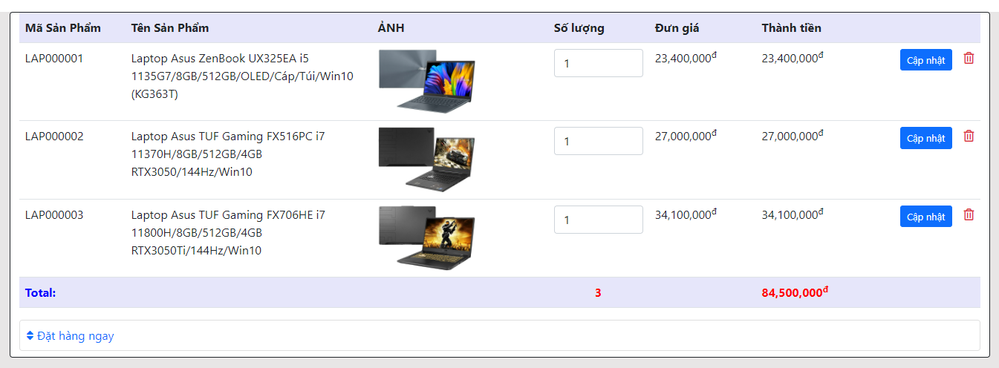 Mã Sản Phẩm Tên Sản Phẩm ẢNH Số lượng Đưn giá Thành tiền
LAP000001 Laptop Asus ZenBook UX325EA i5 1 23,400,000đ 23,400,000đ Cập nhật
1135G7/8GB/512GB/OLED/Cáp/Túi/Win10
(KG363T)
LAP000002 Laptop Asus TUF Gaming FX516PC i7 1 27,000,000đ 27,000,000đ Cập nhật
11370H/8GB/512GB/4GB
RTX3050/144Hz/Win10
LAP000003 Laptop Asus TUF Gaming FX706HE i7 1 34,100,000đ 34,100,000đ Cập nhật
11800H/8GB/512GB/4GB
RTX3050Ti/144Hz/Win10
Total: 3 84,500,000đ
Đặt hàng ngay